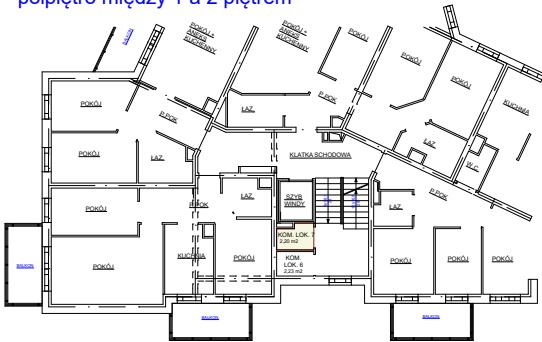 półpiętro między 1 a 2 piętrem
BALKON
POKÓJ +
ANEKS
KUCHENNY
POKÓJ +
ANEKS
KUCHENNY
POKÓJ
POKÓJ
POKÓJ
KUCHNIA
POKÓJ
P.POK
ŁAZ.
P.POK
POKÓJ
ŁAZ.
KLATKA SCHODOWA
ŁAZ.
W.C.
POKÓJ
P.POK
ŁAZ.
SZYB
WINDY
ŁAZ.
P.POK
KUCHNIA
KOM. LOK. 7
2,20 m2
POKÓJ
POKÓJ
KOM.
LOK. 6
2,23 m2
POKÓJ
POKÓJ
POKÓJ
BALKON
BALKON
BALKON